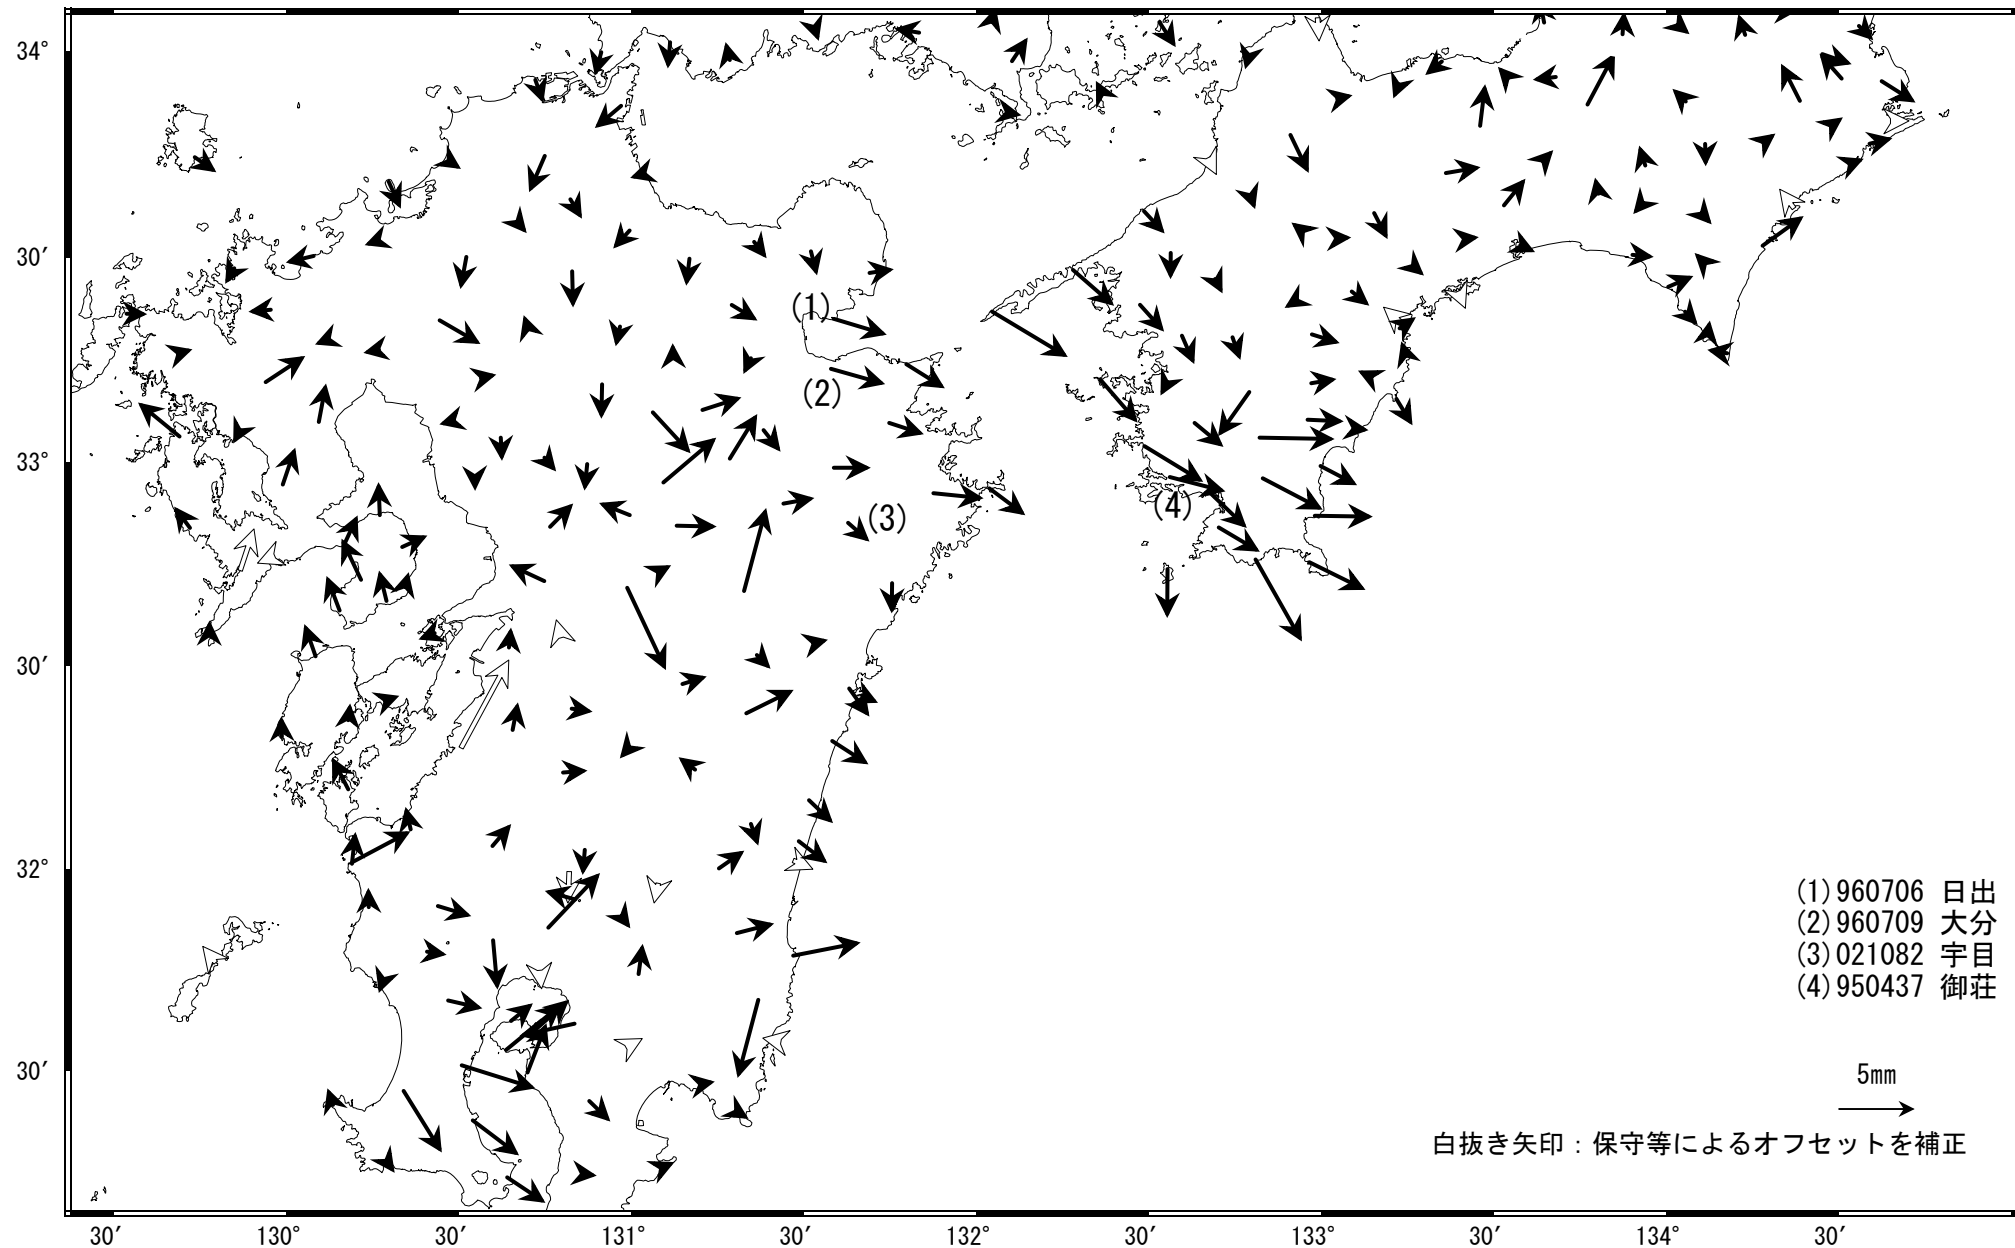 34°
30′
33°
30′
32°
30′
(1)
(2)
(3)
(4)
(1)960706 日出
(2)960709 大分
(3)021082 宇目
(4)950437 御荘
5mm
白抜き矢印：保守等によるオフセットを補正
30′ 130° 30′ 131° 30′ 132° 30′ 133° 30′ 134° 30′